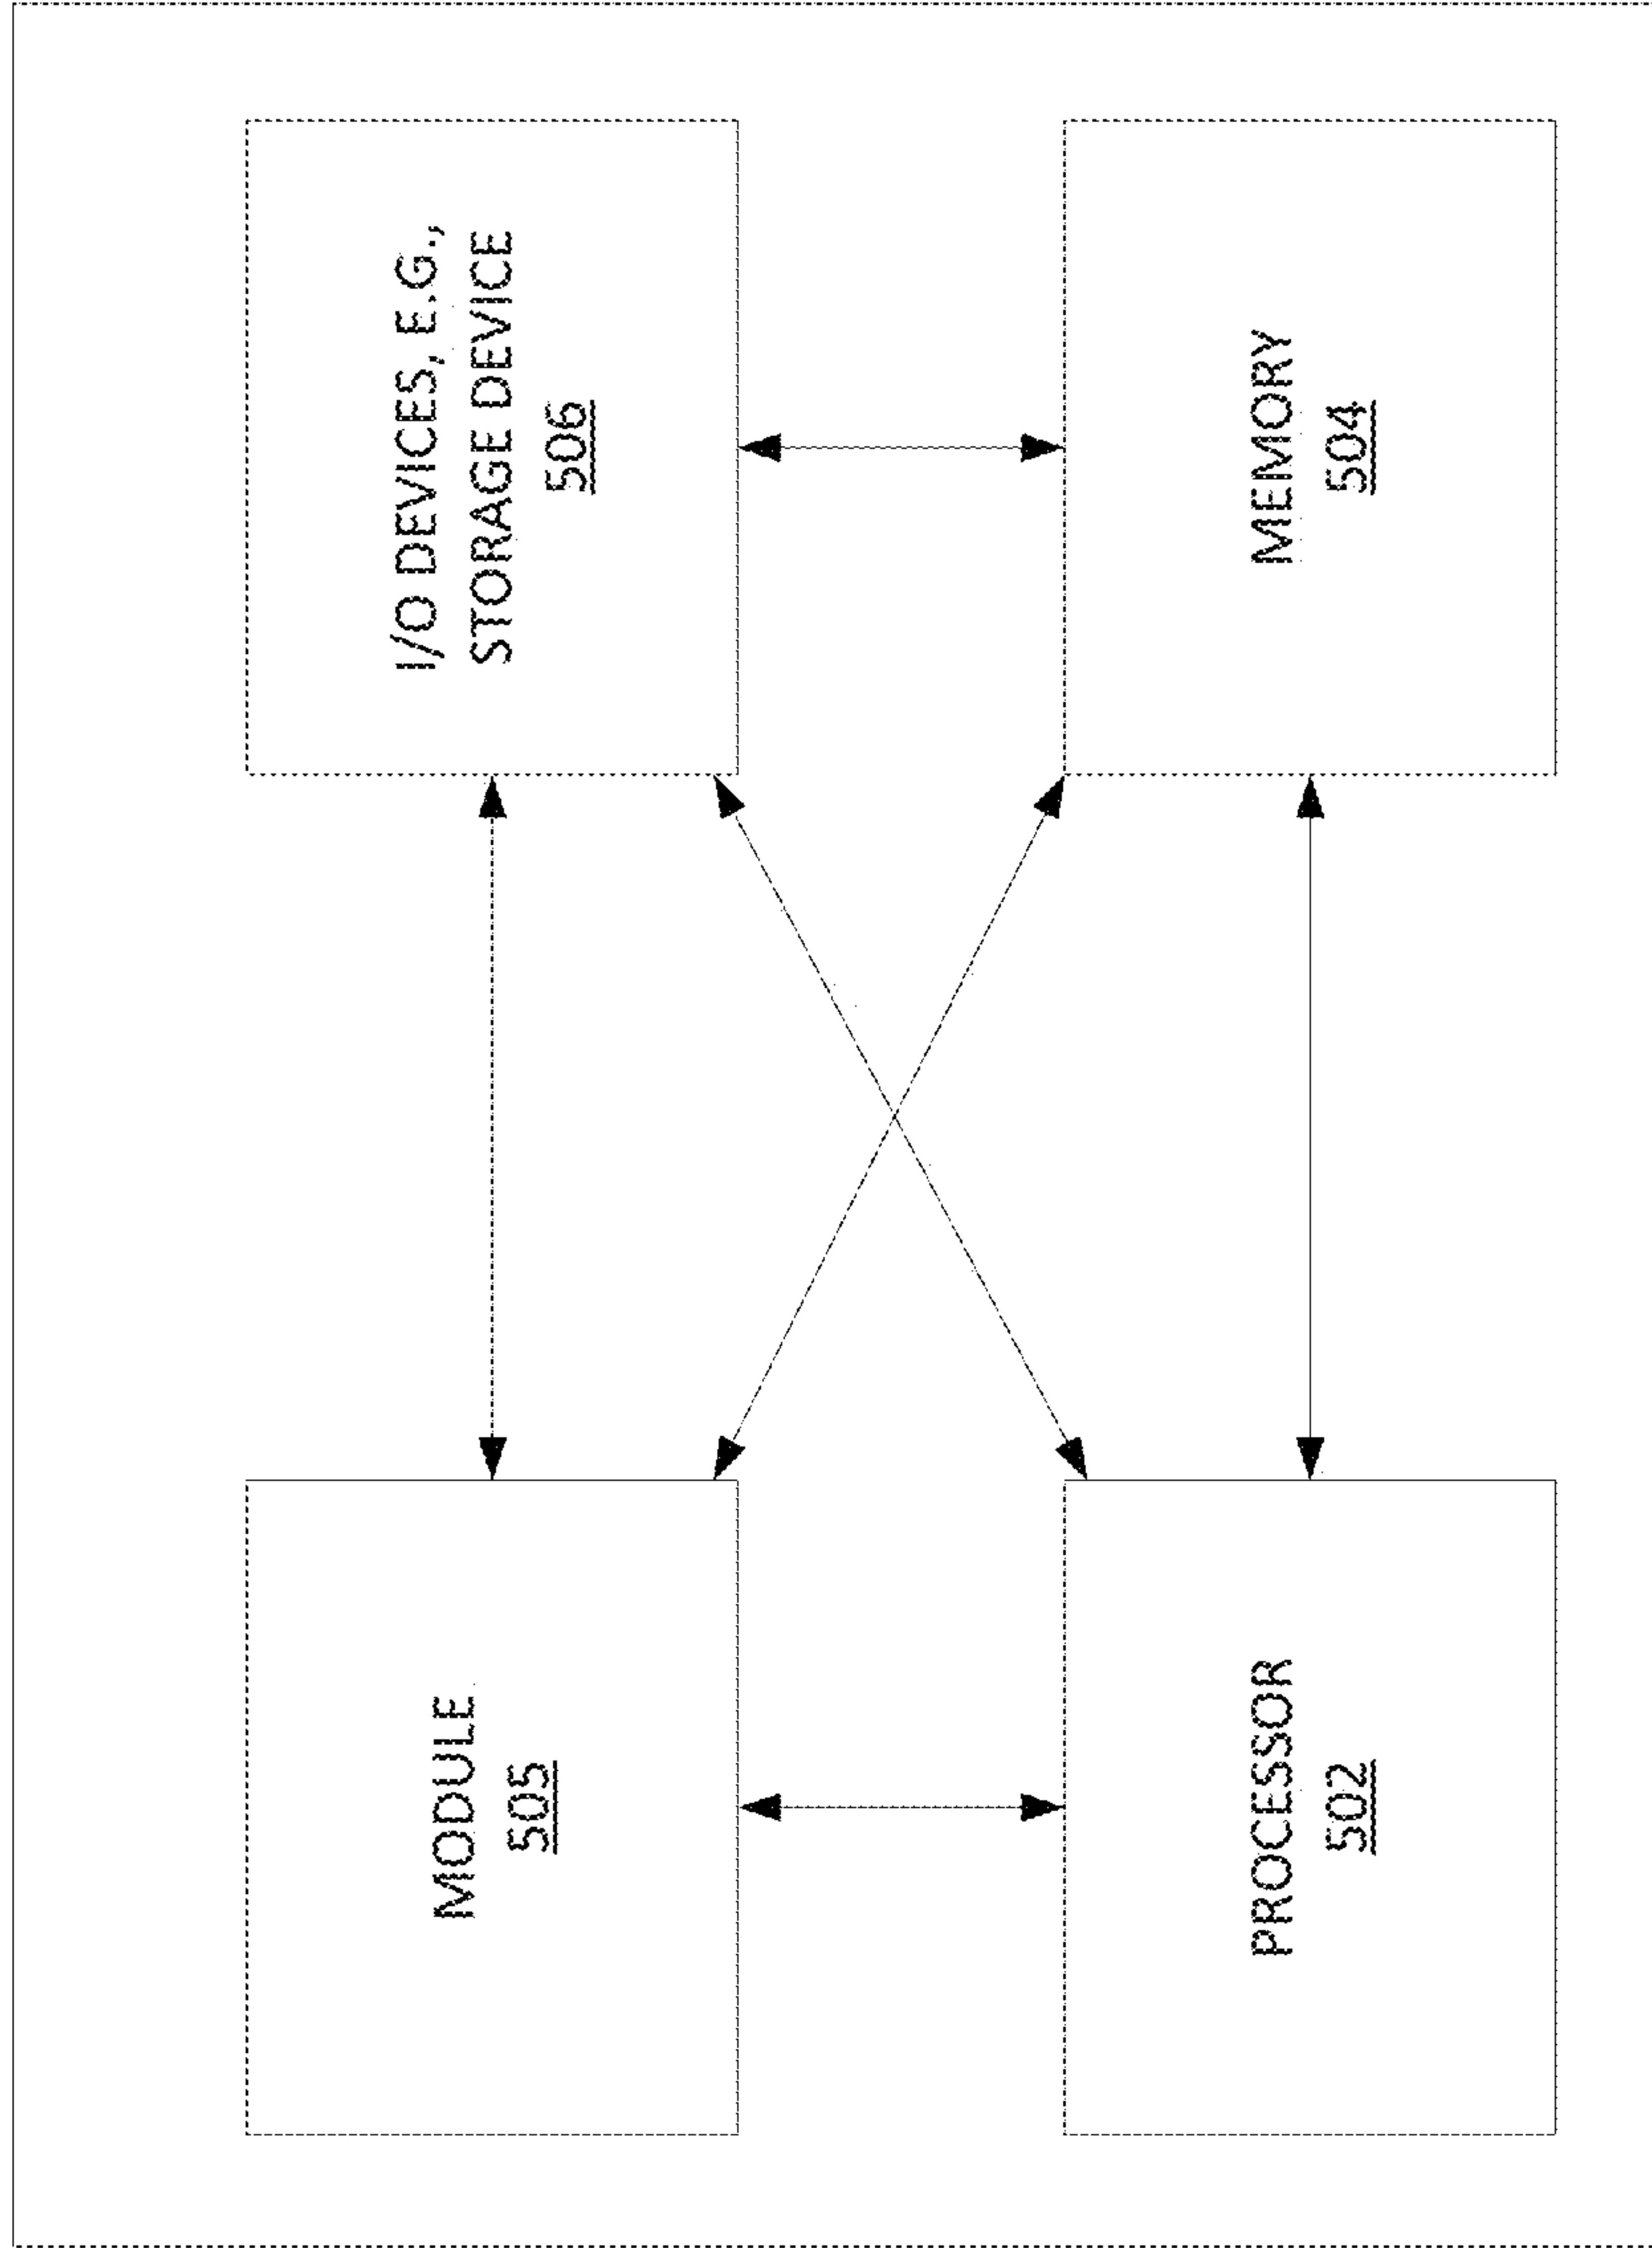 MODULE
505
I/O DEVICES, E.G.,
STORAGE DEVICE
506
PROCESSOR
502
MEMORY
504